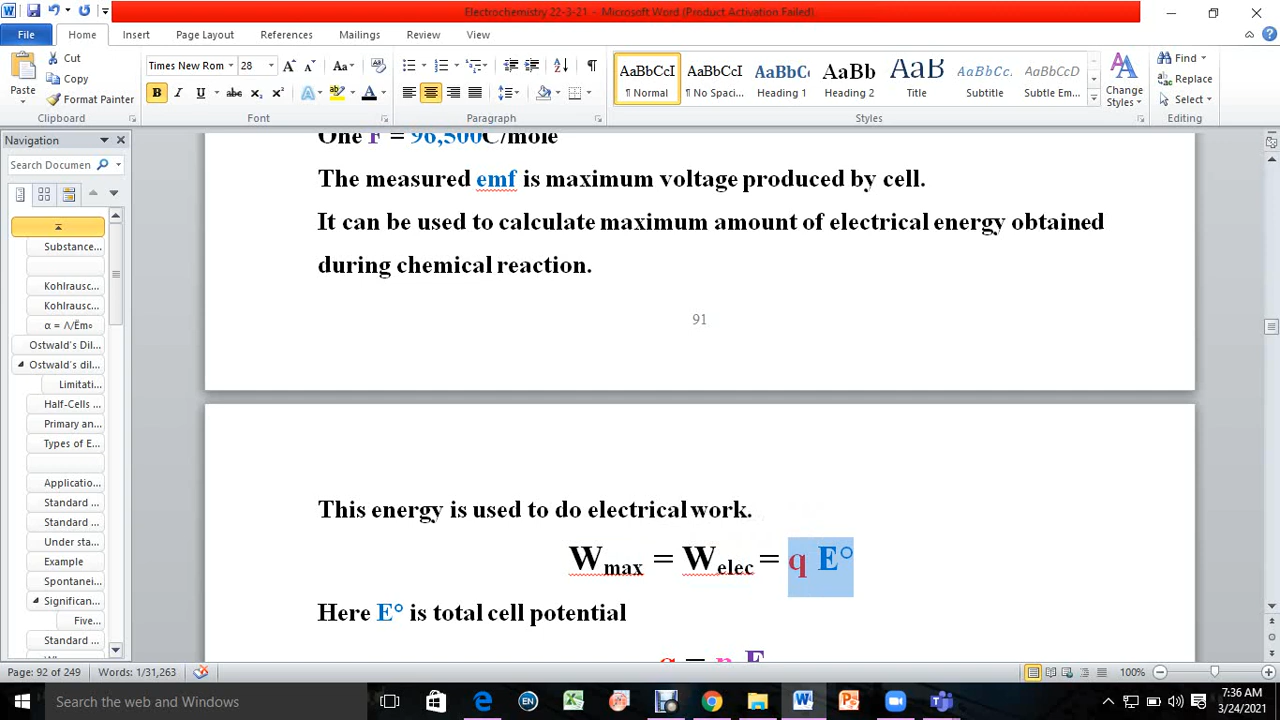 Electrochemistry 22-3-21 - Microsoft Word (Product Activation Failed)
File Home Insert Page Layout References Mailings Review View
Paste
Cut
Copy
Format Painter
Clipboard
Times New Rom 28
Font
Paragraph
AaBbCcI AaBbCcI AaBbCc AaBbCc AaB AaBbCc. AaBbCcD
¶ Normal ¶ No Spaci... Heading 1 Heading 2 Title Subtitle Subtle Em...
Change Styles
Styles
Find
Replace
Select
Editing
Navigation
Search Documen
Substance...
Kohlrausc...
Kohlrausc...
Ostwald's Dil...
Ostwald's dil...
Limitati...
Half-Cells ...
Primary an...
Types of E...
Applicatio...
Standard ...
Standard ...
Under sta...
Example
Spontanei...
Significan...
Five...
Standard ...
One F = 96,500C/mole
The measured emf is maximum voltage produced by cell.
It can be used to calculate maximum amount of electrical energy obtained
during chemical reaction.
91
This energy is used to do electrical work.
Wmax = Welec = q E°
Here E° is total cell potential
q = n F
Page: 92 of 249 Words: 1/31,263 100%
Search the web and Windows
7:36 AM
3/24/2021